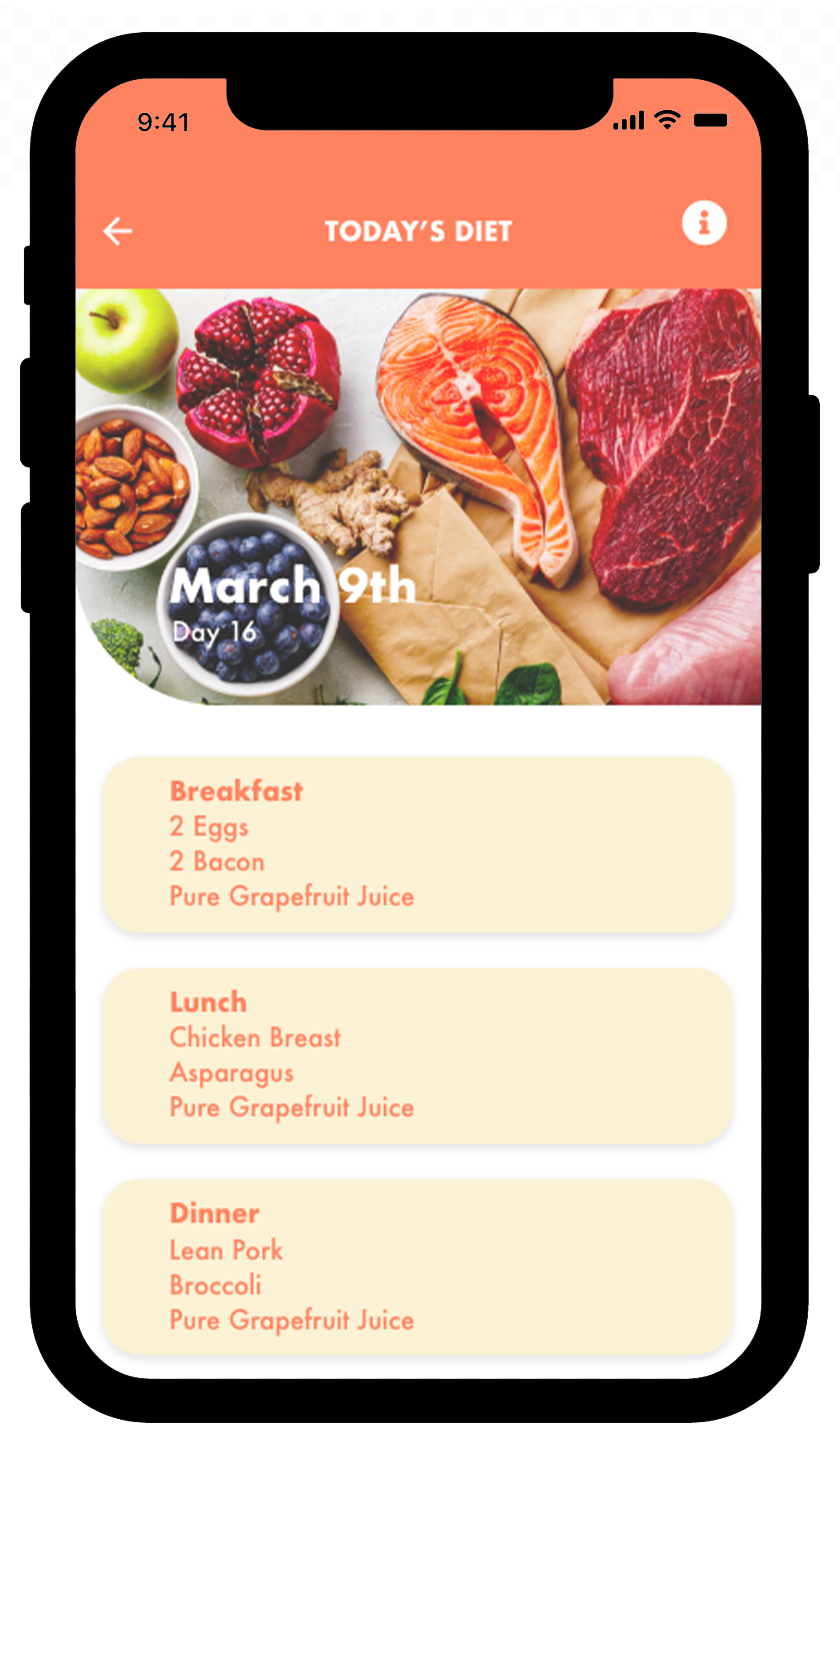 9:41
TODAY’S DIET
March 9th
Day 16
Breakfast
2 Eggs
2 Bacon
Pure Grapefruit Juice
Lunch
Chicken Breast
Asparagus
Pure Grapefruit Juice
Dinner
Lean Pork
Broccoli
Pure Grapefruit Juice